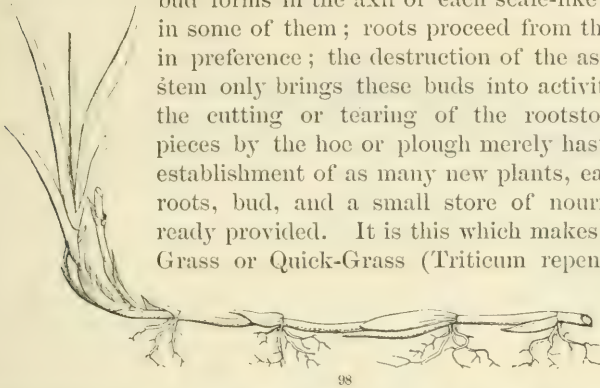 bud forms in the axil of each scale-like
in some of them ; roots proceed from th
in preference ; the destruction of the as
stem only brings these buds into activit
the cutting or tearing of the rootsto
pieces by the hoe or plough merely has
establishment of as many new plants, ea
roots, bud, and a small store of nouri
ready provided. It is this which makes
Grass or Quick-Grass (Triticum repen
98